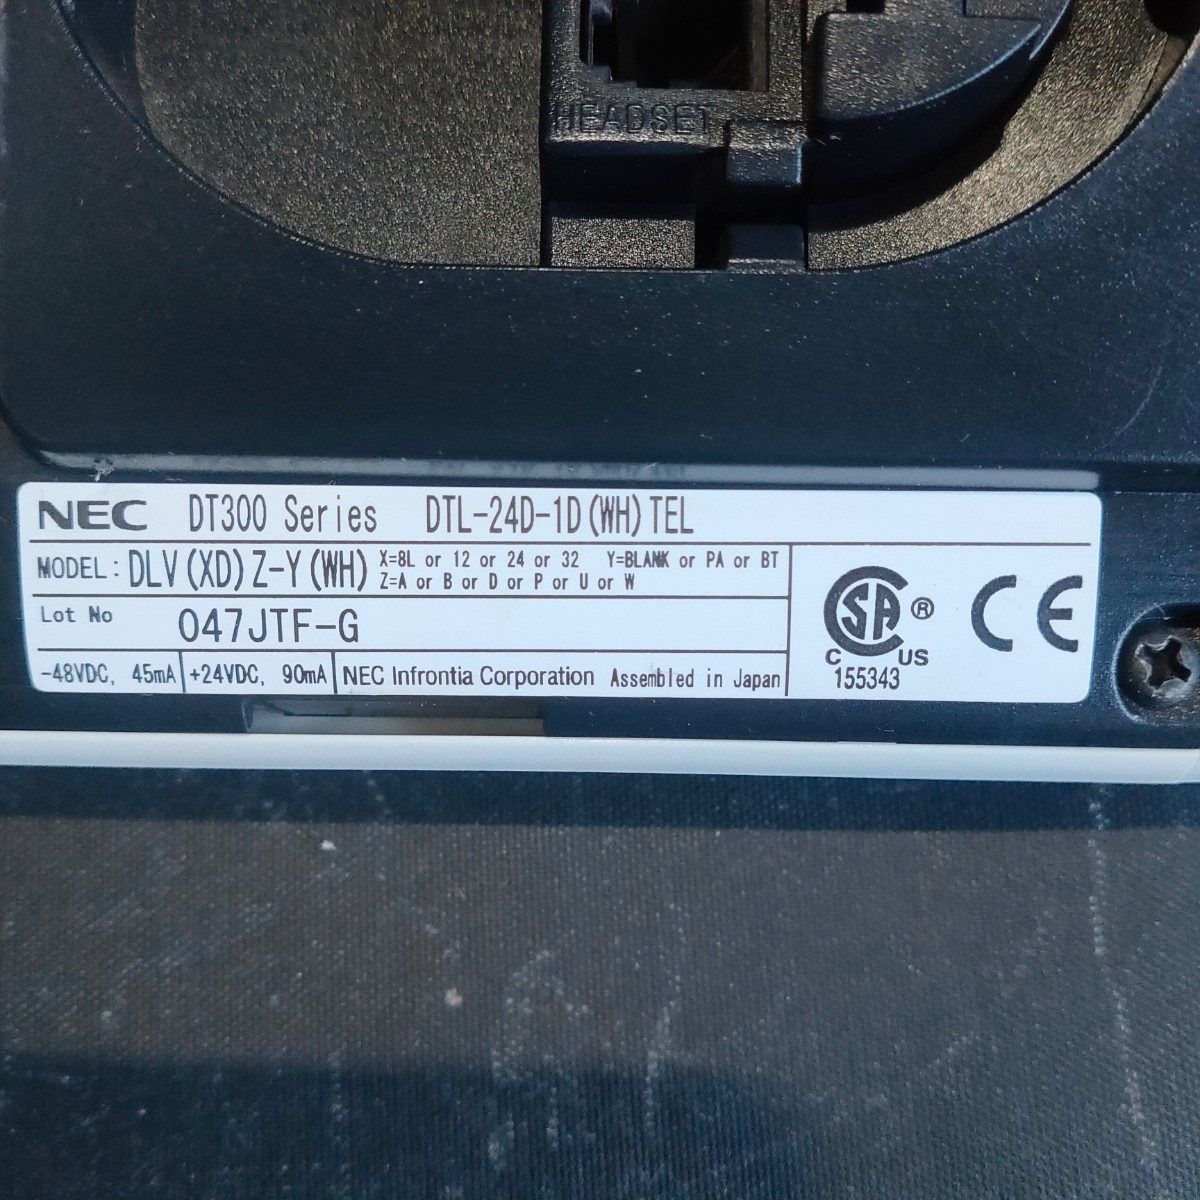 HEADSET
NEC DT300 Series DTL-24D-1D(WH)TEL
MODEL: DLV(XD)Z-Y(WH) X=8L or 12 or 24 or 32 Y=BLANK or PA or BT
Z=A or B or D or P or U or W
Lot No 047JTF-G
-48VDC, 45mA +24VDC, 90mA NEC Infrontia Corporation Assembled in Japan
SA ® CE
C US
155343